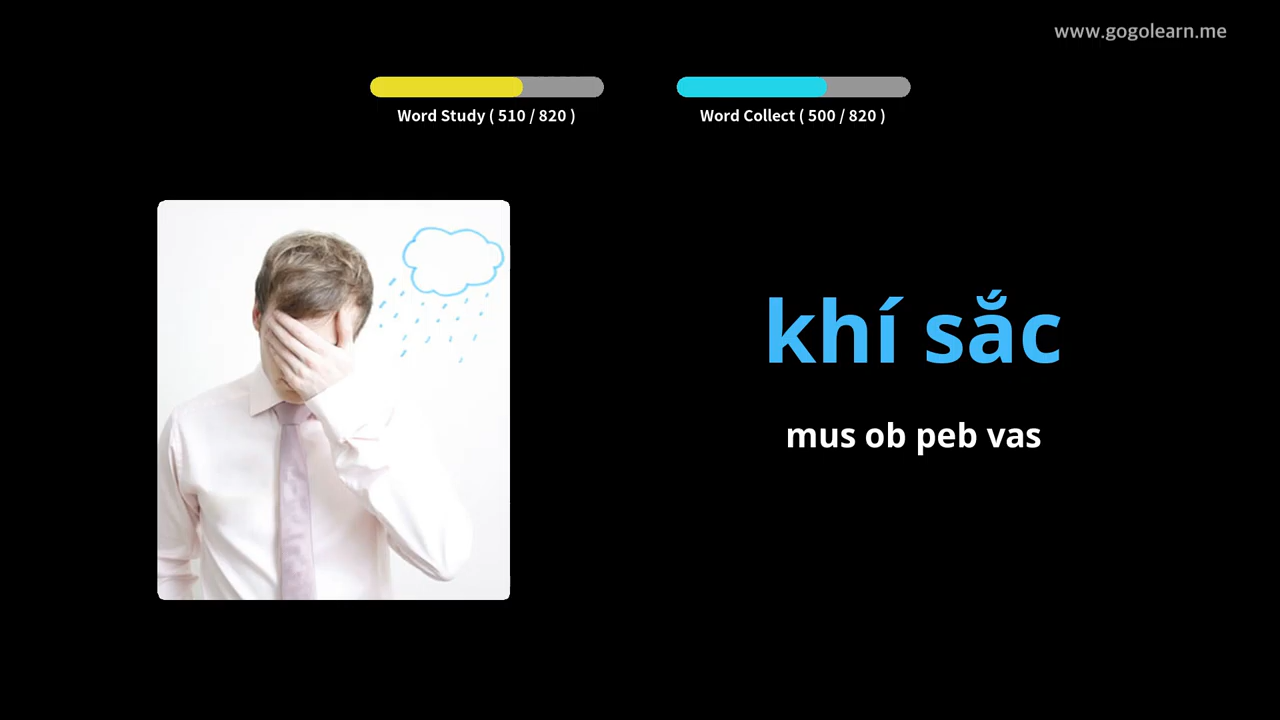 www.gogolearn.me
Word Study ( 510 / 820 )
Word Collect ( 500 / 820 )
khí sắc
mus ob peb vas